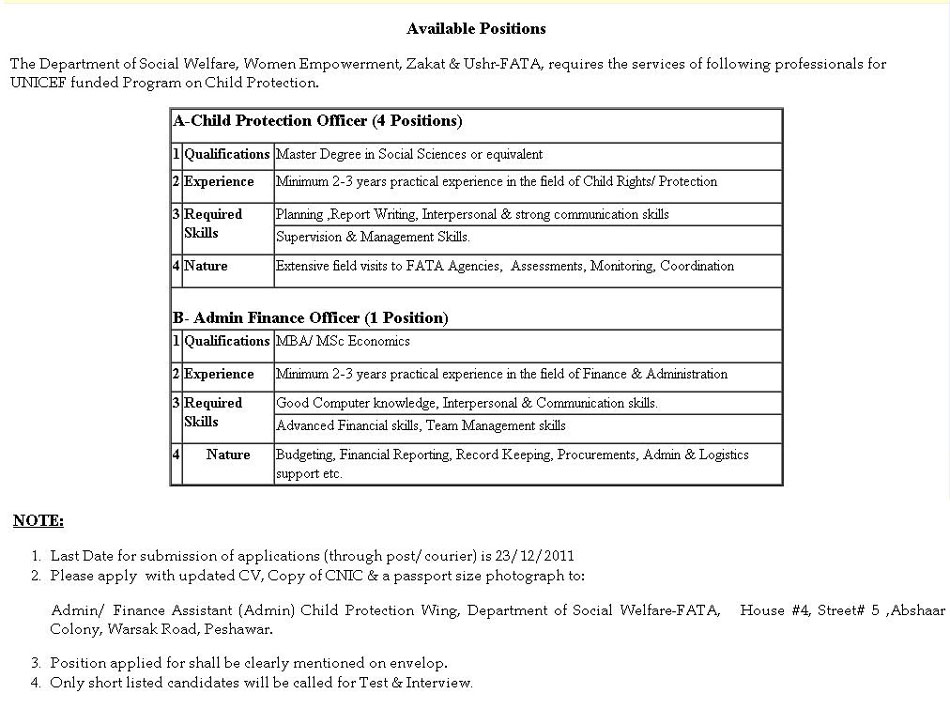 Available Positions
The Department of Social Welfare, Women Empowerment, Zakat & Ushr-FATA, requires the services of following professionals for
UNICEF funded Program on Child Protection.
A-Child Protection Officer (4 Positions)
1 Qualifications Master Degree in Social Sciences or equivalent
2 Experience Minimum 2-3 years practical experience in the field of Child Rights/ Protection
3 Required Skills Planning ,Report Writing, Interpersonal & strong communication skills
Supervision & Management Skills.
4 Nature Extensive field visits to FATA Agencies, Assessments, Monitoring, Coordination
B- Admin Finance Officer (1 Position)
1 Qualifications MBA/ MSc Economics
2 Experience Minimum 2-3 years practical experience in the field of Finance & Administration
3 Required Skills Good Computer knowledge, Interpersonal & Communication skills.
Advanced Financial skills, Team Management skills
4 Nature Budgeting, Financial Reporting, Record Keeping, Procurements, Admin & Logistics
support etc.
NOTE:
1. Last Date for submission of applications (through post/ courier) is 23/12/2011
2. Please apply with updated CV, Copy of CNIC & a passport size photograph to:
Admin/ Finance Assistant (Admin) Child Protection Wing, Department of Social Welfare-FATA, House #4, Street# 5 ,Abshaar
Colony, Warsak Road, Peshawar.
3. Position applied for shall be clearly mentioned on envelop.
4. Only short listed candidates will be called for Test & Interview.